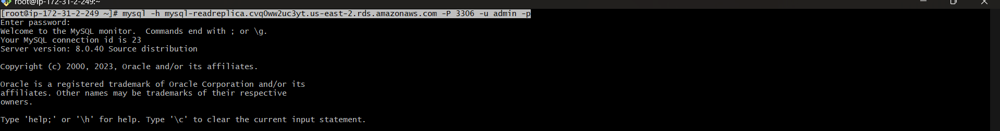 root@ip-172-31-2-249:~
[root@ip-172-31-2-249 ~]# mysql -h mysql-readreplica.cvq0ww2uc3yt.us-east-2.rds.amazonaws.com -P 3306 -u admin -p
Enter password:
Welcome to the MySQL monitor.  Commands end with ; or \g.
Your MySQL connection id is 23
Server version: 8.0.40 Source distribution
Copyright (c) 2000, 2023, Oracle and/or its affiliates.
Oracle is a registered trademark of Oracle Corporation and/or its
affiliates. Other names may be trademarks of their respective
owners.
Type 'help;' or '\h' for help. Type '\c' to clear the current input statement.